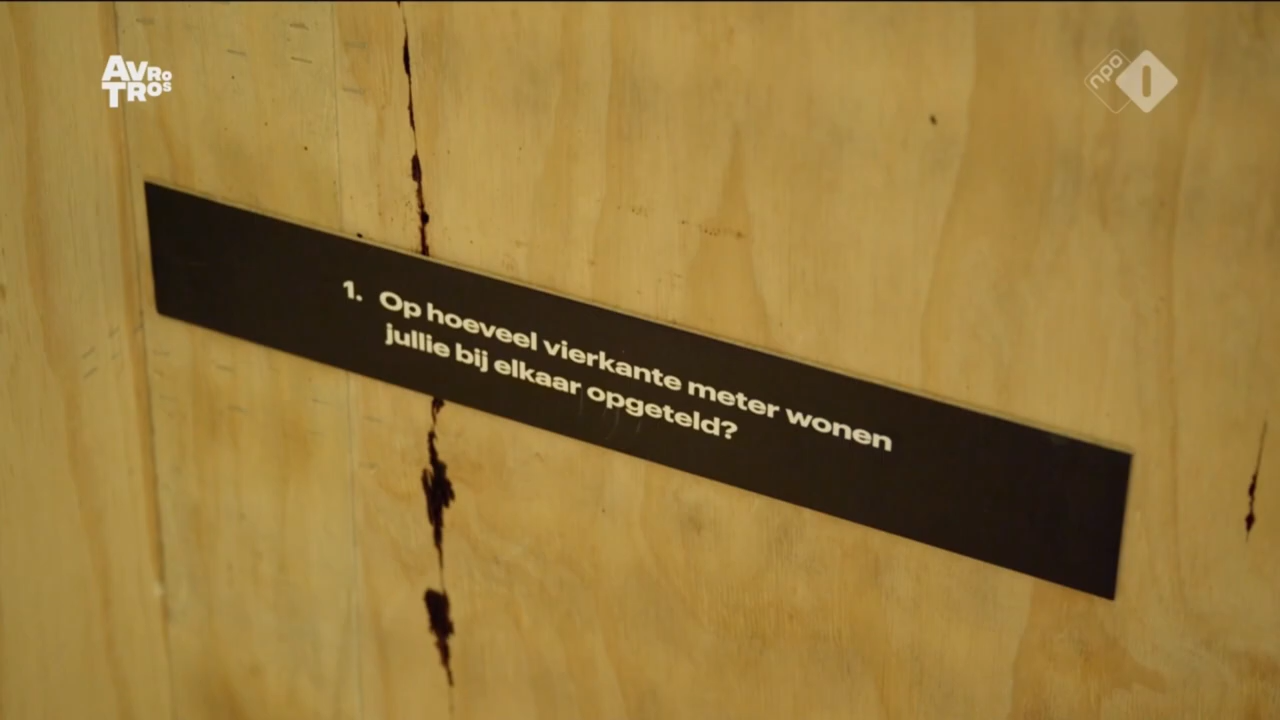 AVRO
TROS
npo 1
1. Op hoeveel vierkante meter wonen
jullie bij elkaar opgeteld?